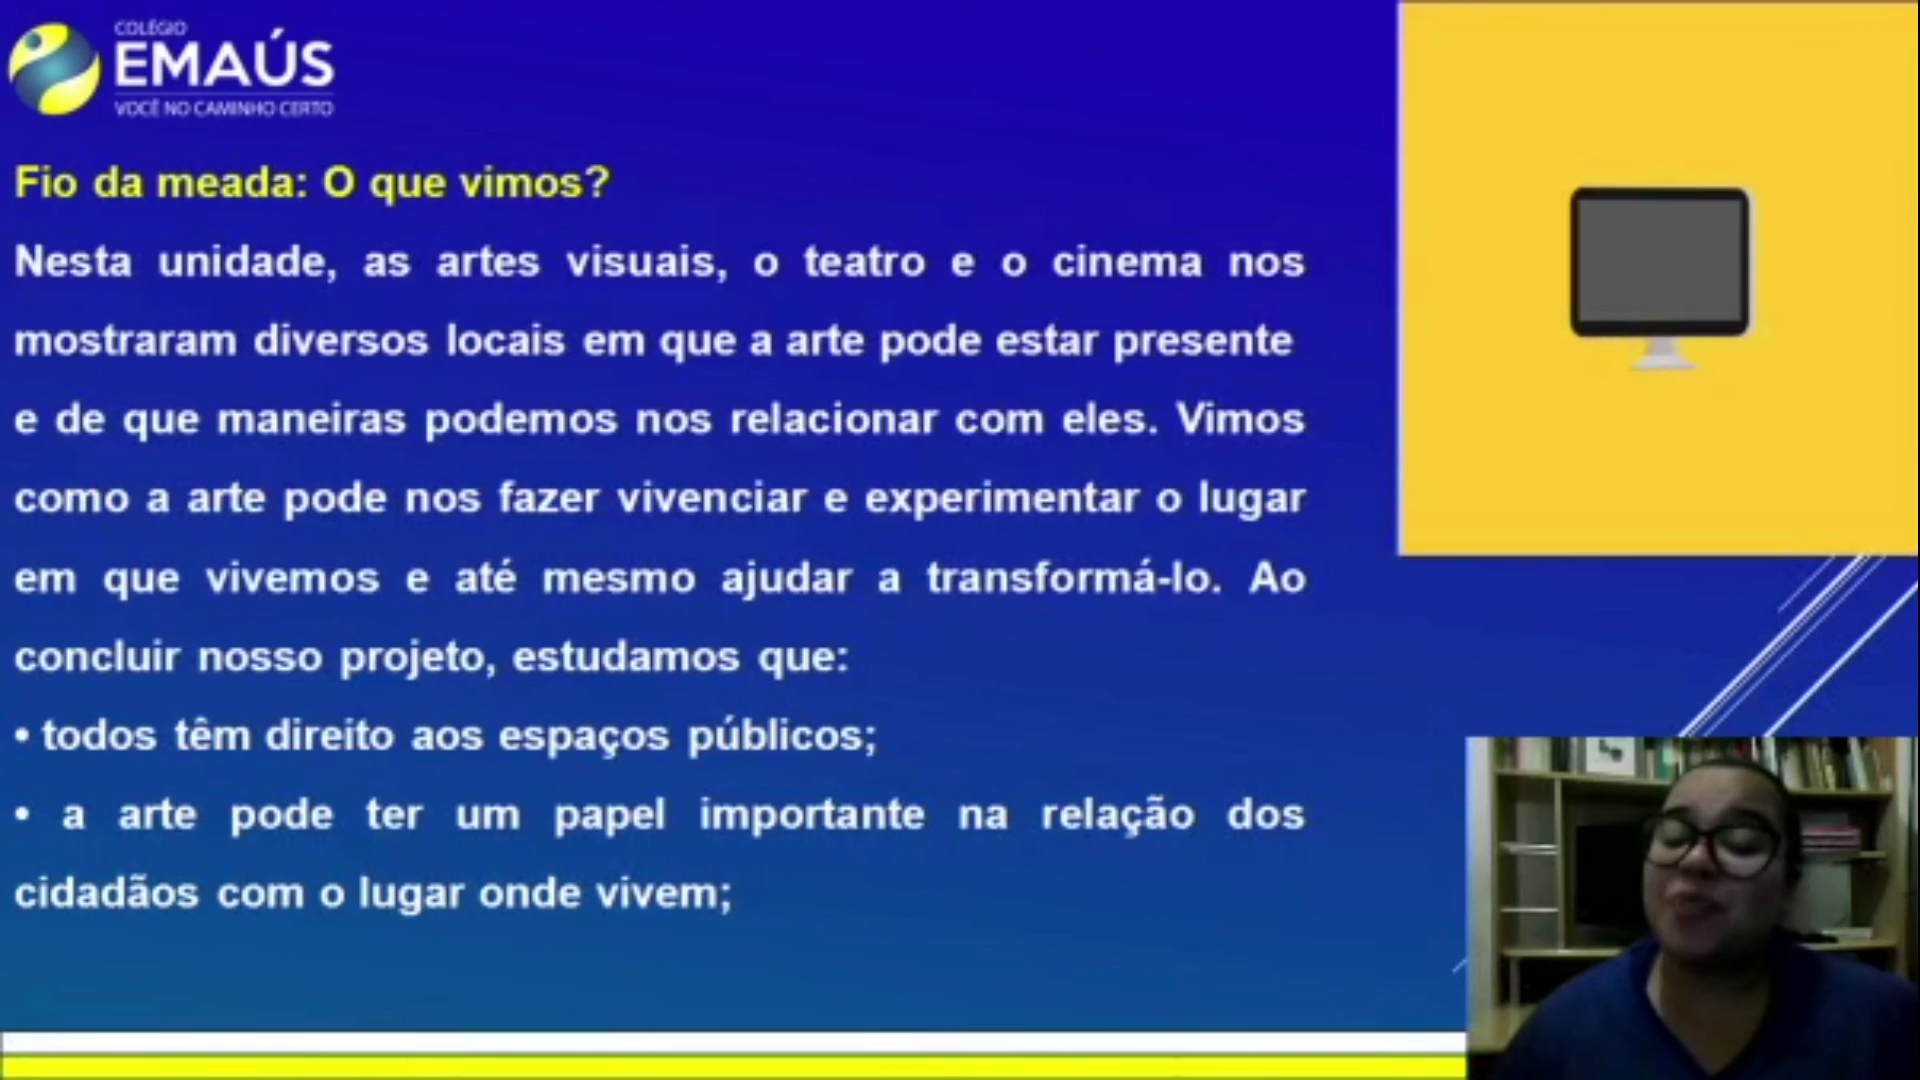 COLÉGIO
EMAÚS
VOCÊ NO CAMINHO CERTO
Fio da meada: O que vimos?
Nesta unidade, as artes visuais, o teatro e o cinema nos
mostraram diversos locais em que a arte pode estar presente
e de que maneiras podemos nos relacionar com eles. Vimos
como a arte pode nos fazer vivenciar e experimentar o lugar
em que vivemos e até mesmo ajudar a transformá-lo. Ao
concluir nosso projeto, estudamos que:
• todos têm direito aos espaços públicos;
• a arte pode ter um papel importante na relação dos
cidadãos com o lugar onde vivem;